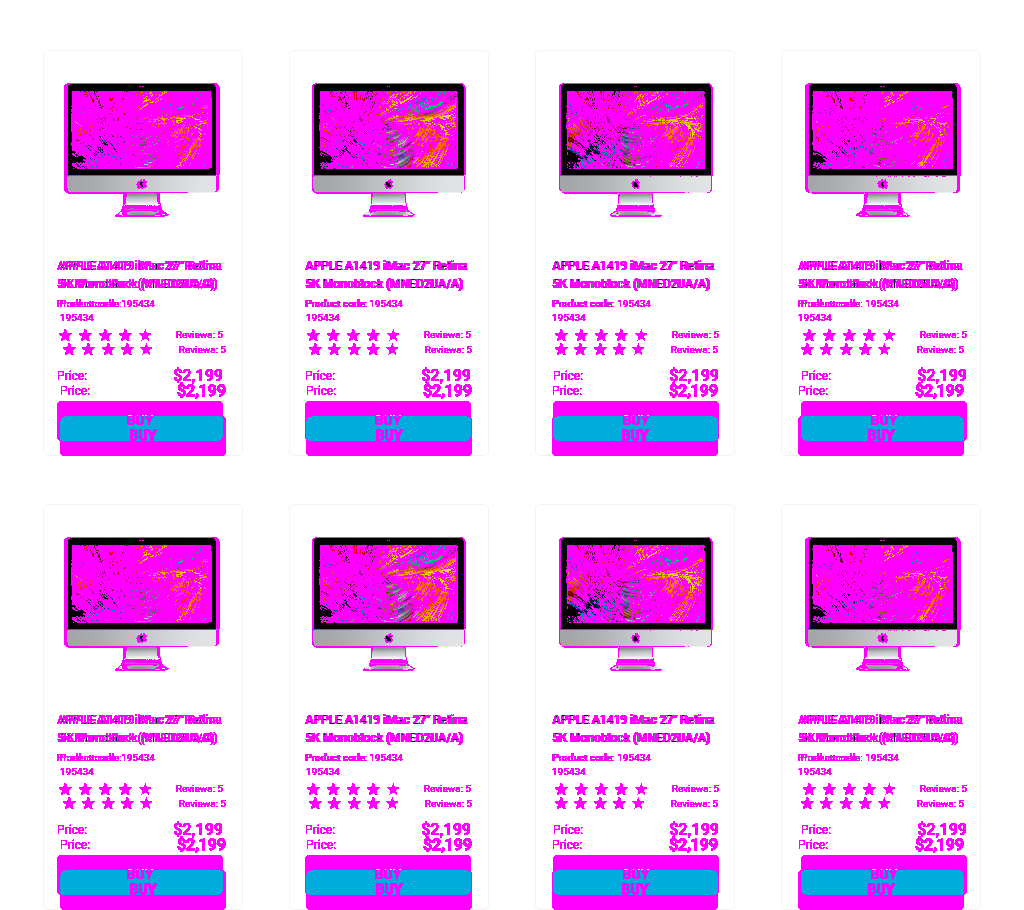 APPLE A1419 iMac 27" Retina
5K Monoblock (MNED2UA/A)
Product code: 195434
195434
Reviews: 5
Reviews: 5
Price: $2,199
Price: $2,199
BUY
BUY
APPLE A1419 iMac 27" Retina
5K Monoblock (MNED2UA/A)
Product code: 195434
195434
Reviews: 5
Reviews: 5
Price: $2,199
Price: $2,199
BUY
BUY
APPLE A1419 iMac 27" Retina
5K Monoblock (MNED2UA/A)
Product code: 195434
195434
Reviews: 5
Reviews: 5
Price: $2,199
Price: $2,199
BUY
BUY
APPLE A1419 iMac 27" Retina
5K Monoblock (MNED2UA/A)
Product code: 195434
195434
Reviews: 5
Reviews: 5
Price: $2,199
Price: $2,199
BUY
BUY
APPLE A1419 iMac 27" Retina
5K Monoblock (MNED2UA/A)
Product code: 195434
195434
Reviews: 5
Reviews: 5
Price: $2,199
Price: $2,199
BUY
BUY
APPLE A1419 iMac 27" Retina
5K Monoblock (MNED2UA/A)
Product code: 195434
195434
Reviews: 5
Reviews: 5
Price: $2,199
Price: $2,199
BUY
BUY
APPLE A1419 iMac 27" Retina
5K Monoblock (MNED2UA/A)
Product code: 195434
195434
Reviews: 5
Reviews: 5
Price: $2,199
Price: $2,199
BUY
BUY
APPLE A1419 iMac 27" Retina
5K Monoblock (MNED2UA/A)
Product code: 195434
195434
Reviews: 5
Reviews: 5
Price: $2,199
Price: $2,199
BUY
BUY